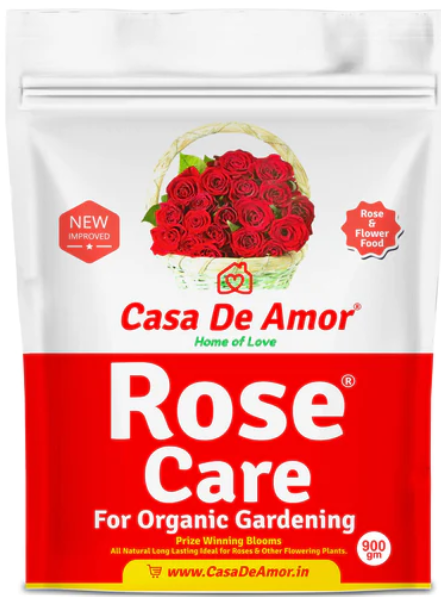 NEW
IMPROVED
Rose
&
Flower
Food
Casa De Amor®
Home of Love
Rose®
Care
For Organic Gardening
Prize Winning Blooms
All Natural Long Lasting Ideal for Roses & Other Flowering Plants.
900
gm
www.CasaDeAmor.in